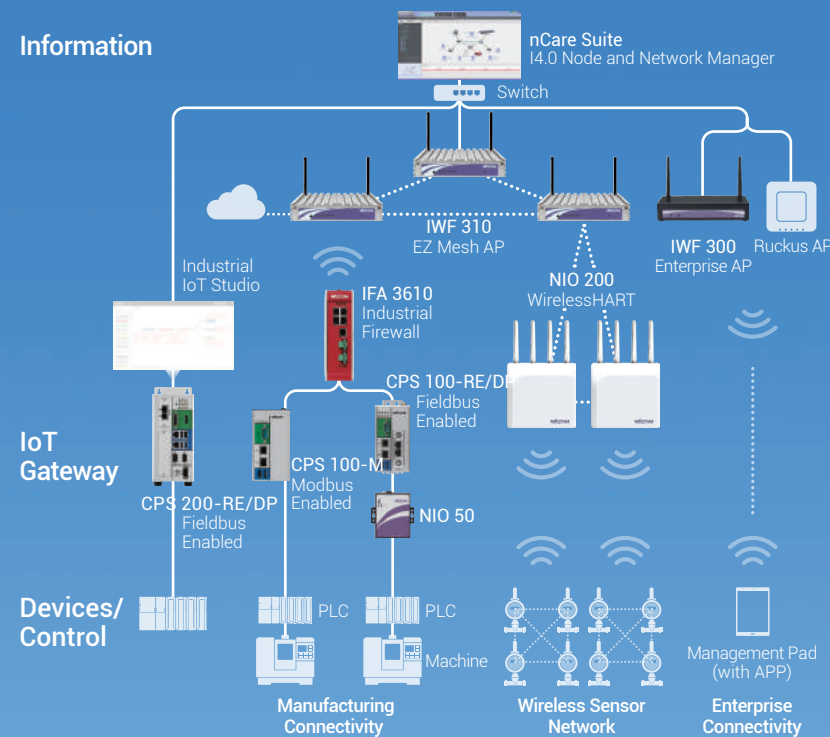 Information
nCare Suite
I4.0 Node and Network Manager
Switch
IWF 310
EZ Mesh AP
IWF 300
Enterprise AP
Ruckus AP
Industrial
IoT Studio
IFA 3610
Industrial
Firewall
NIO 200
WirelessHART
CPS 100-RE/DP
Fieldbus
Enabled
IoT
Gateway
CPS 100-M
Modbus
Enabled
CPS 200-RE/DP
Fieldbus
Enabled
NIO 50
Devices/
Control
PLC
PLC
Machine
Management Pad
(with APP)
Manufacturing
Connectivity
Wireless Sensor
Network
Enterprise
Connectivity